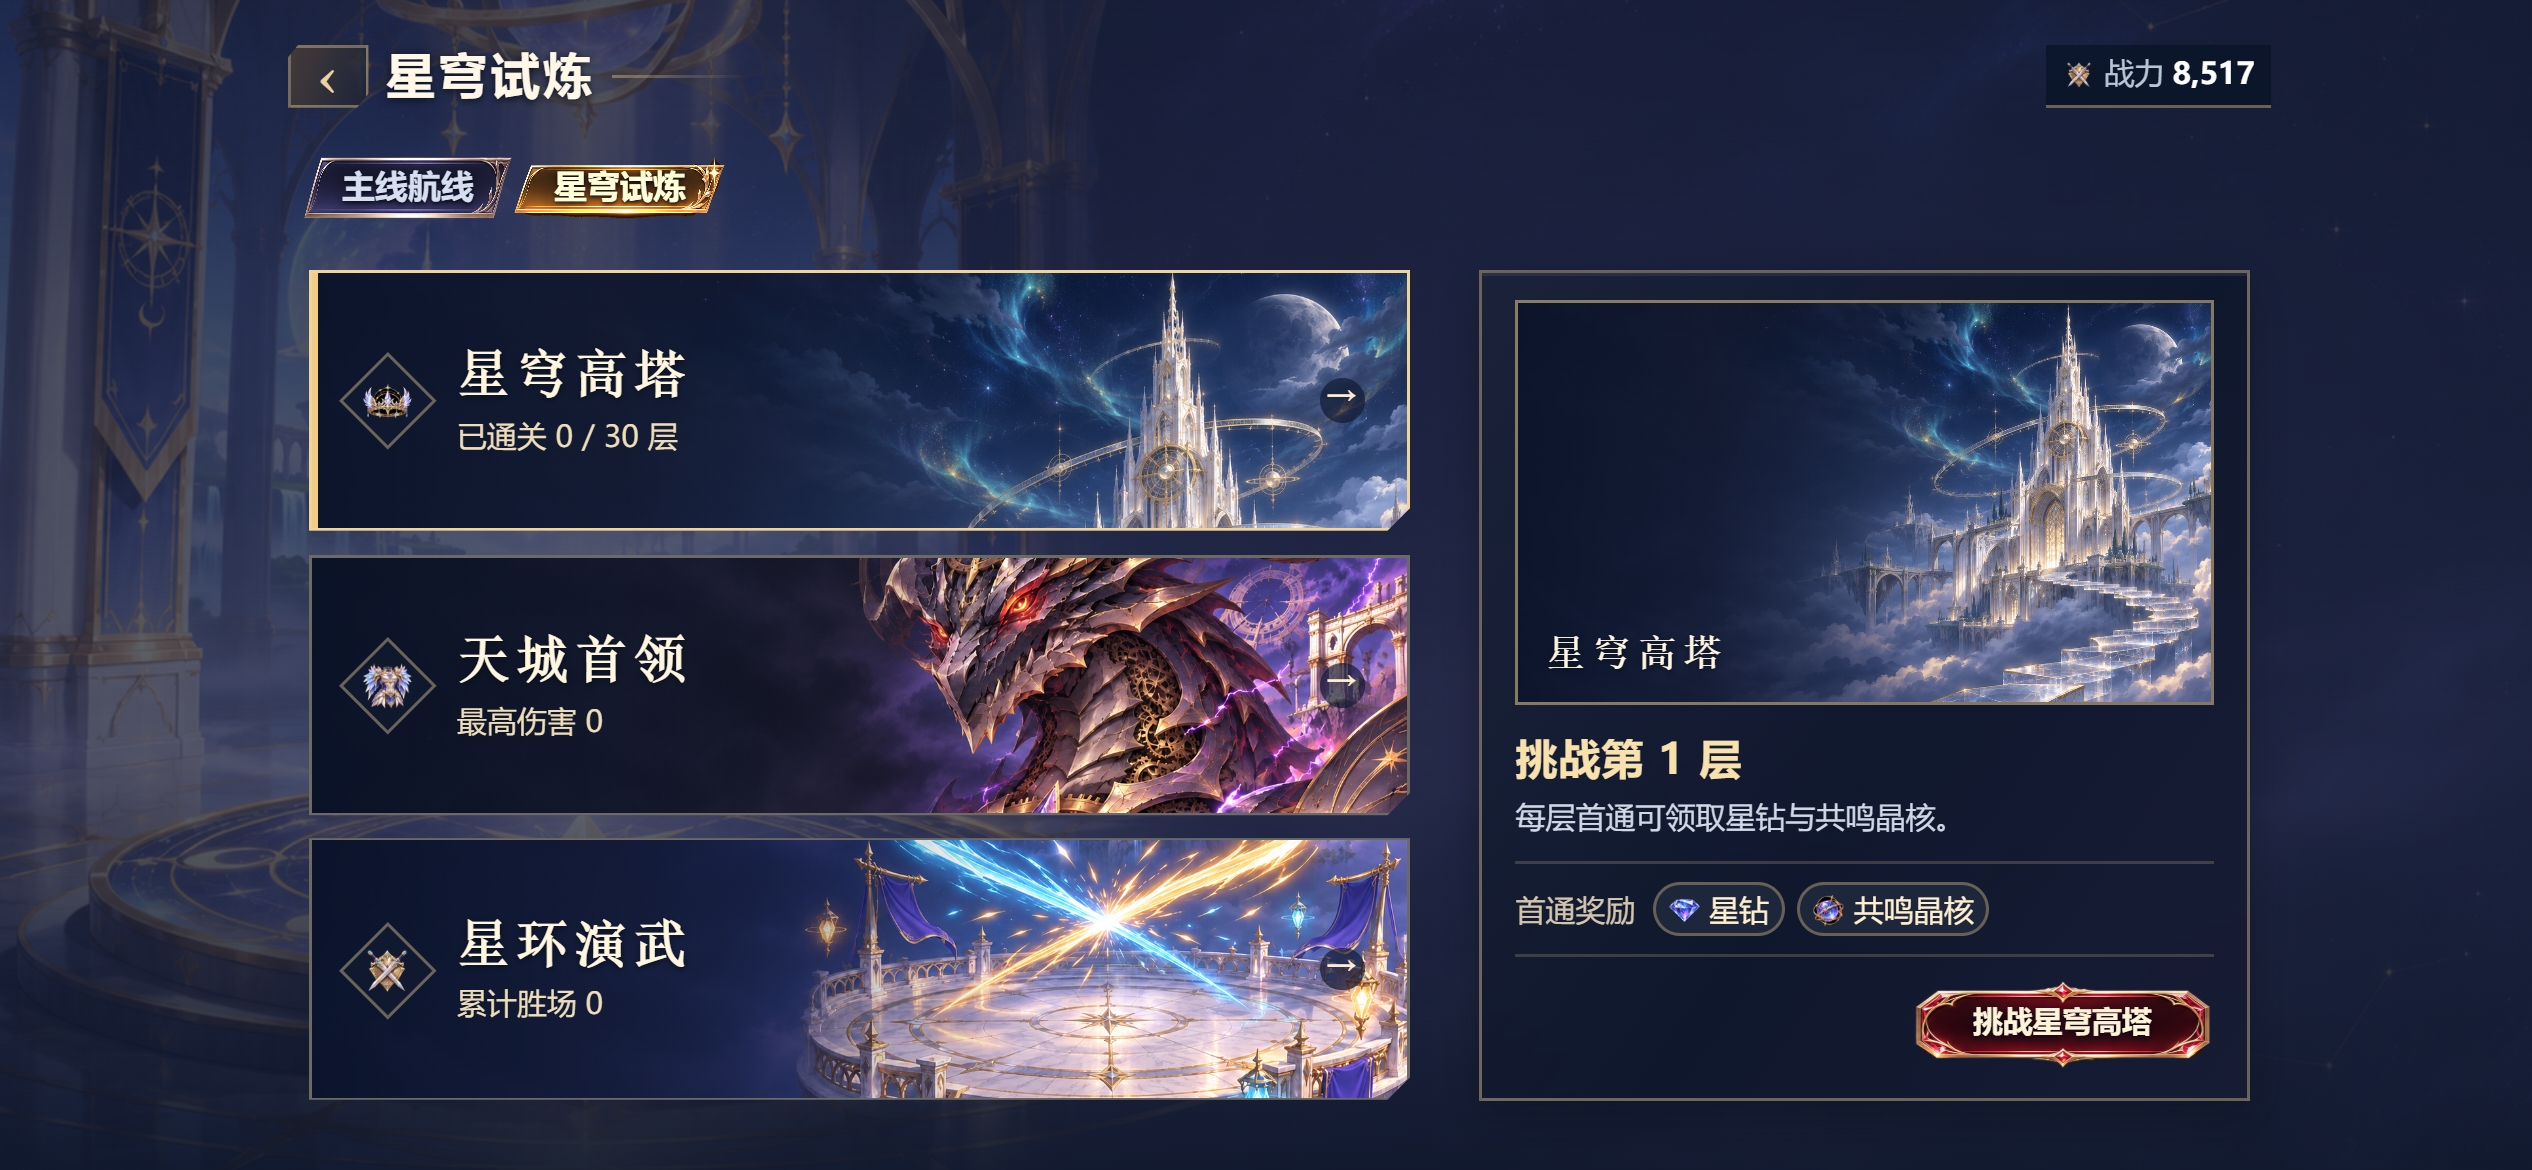 星穹试炼
战力 8,517
主线航线
星穹试炼
星穹高塔
已通关 0 / 30 层
天城首领
最高伤害 0
星环演武
累计胜场 0
星穹高塔
挑战第 1 层
每层首通可领取星钻与共鸣晶核。
首通奖励 星钻 共鸣晶核
挑战星穹高塔